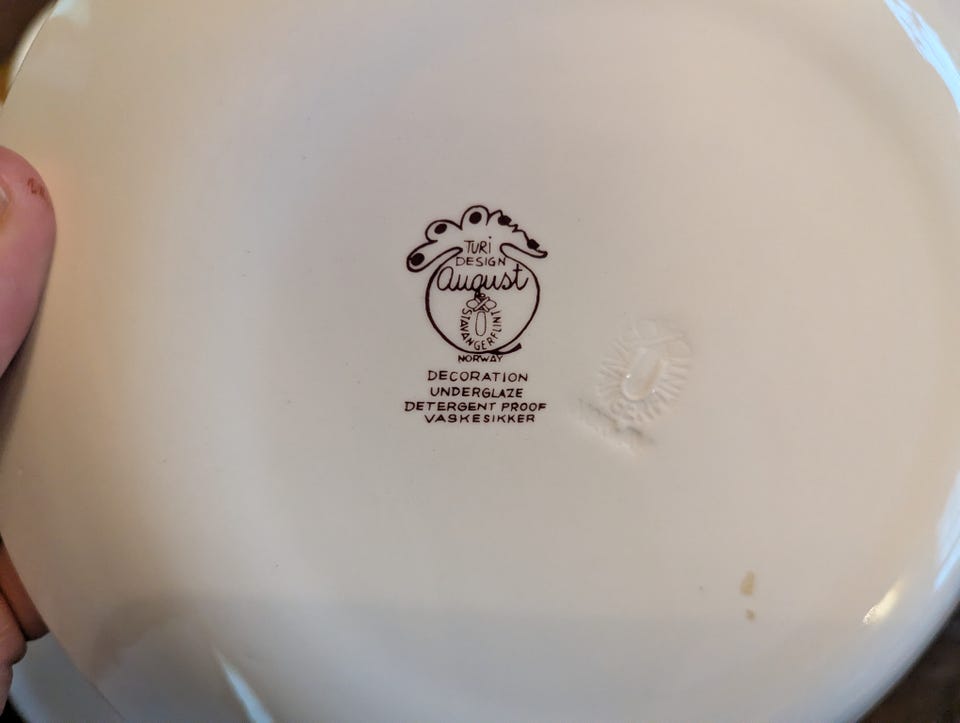 TURI
DESIGN
August
STAVANGERFLINT
NORWAY
DECORATION
UNDERGLAZE
DETERGENT PROOF
VASKESIKKER